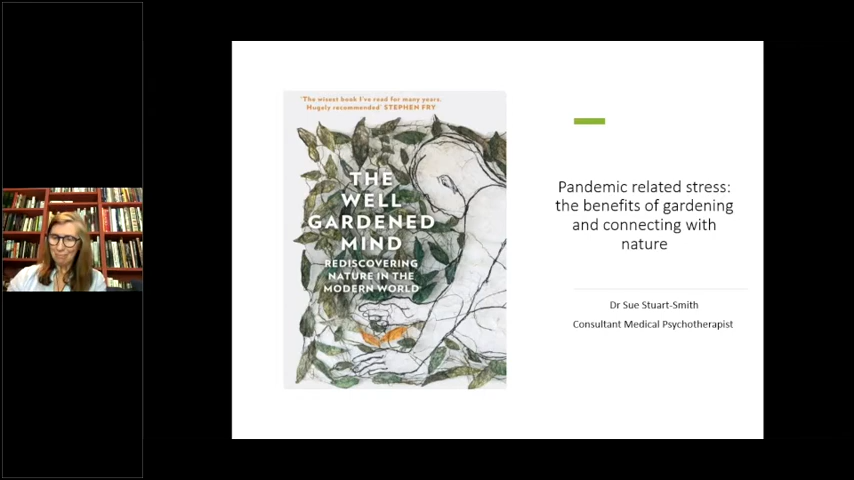 'The wisest book I've read for many years.
Hugely recommended' STEPHEN FRY
THE
WELL
GARDENED
MIND
REDISCOVERING
NATURE IN THE
MODERN WORLD
Pandemic related stress:
the benefits of gardening
and connecting with
nature
Dr Sue Stuart-Smith
Consultant Medical Psychotherapist